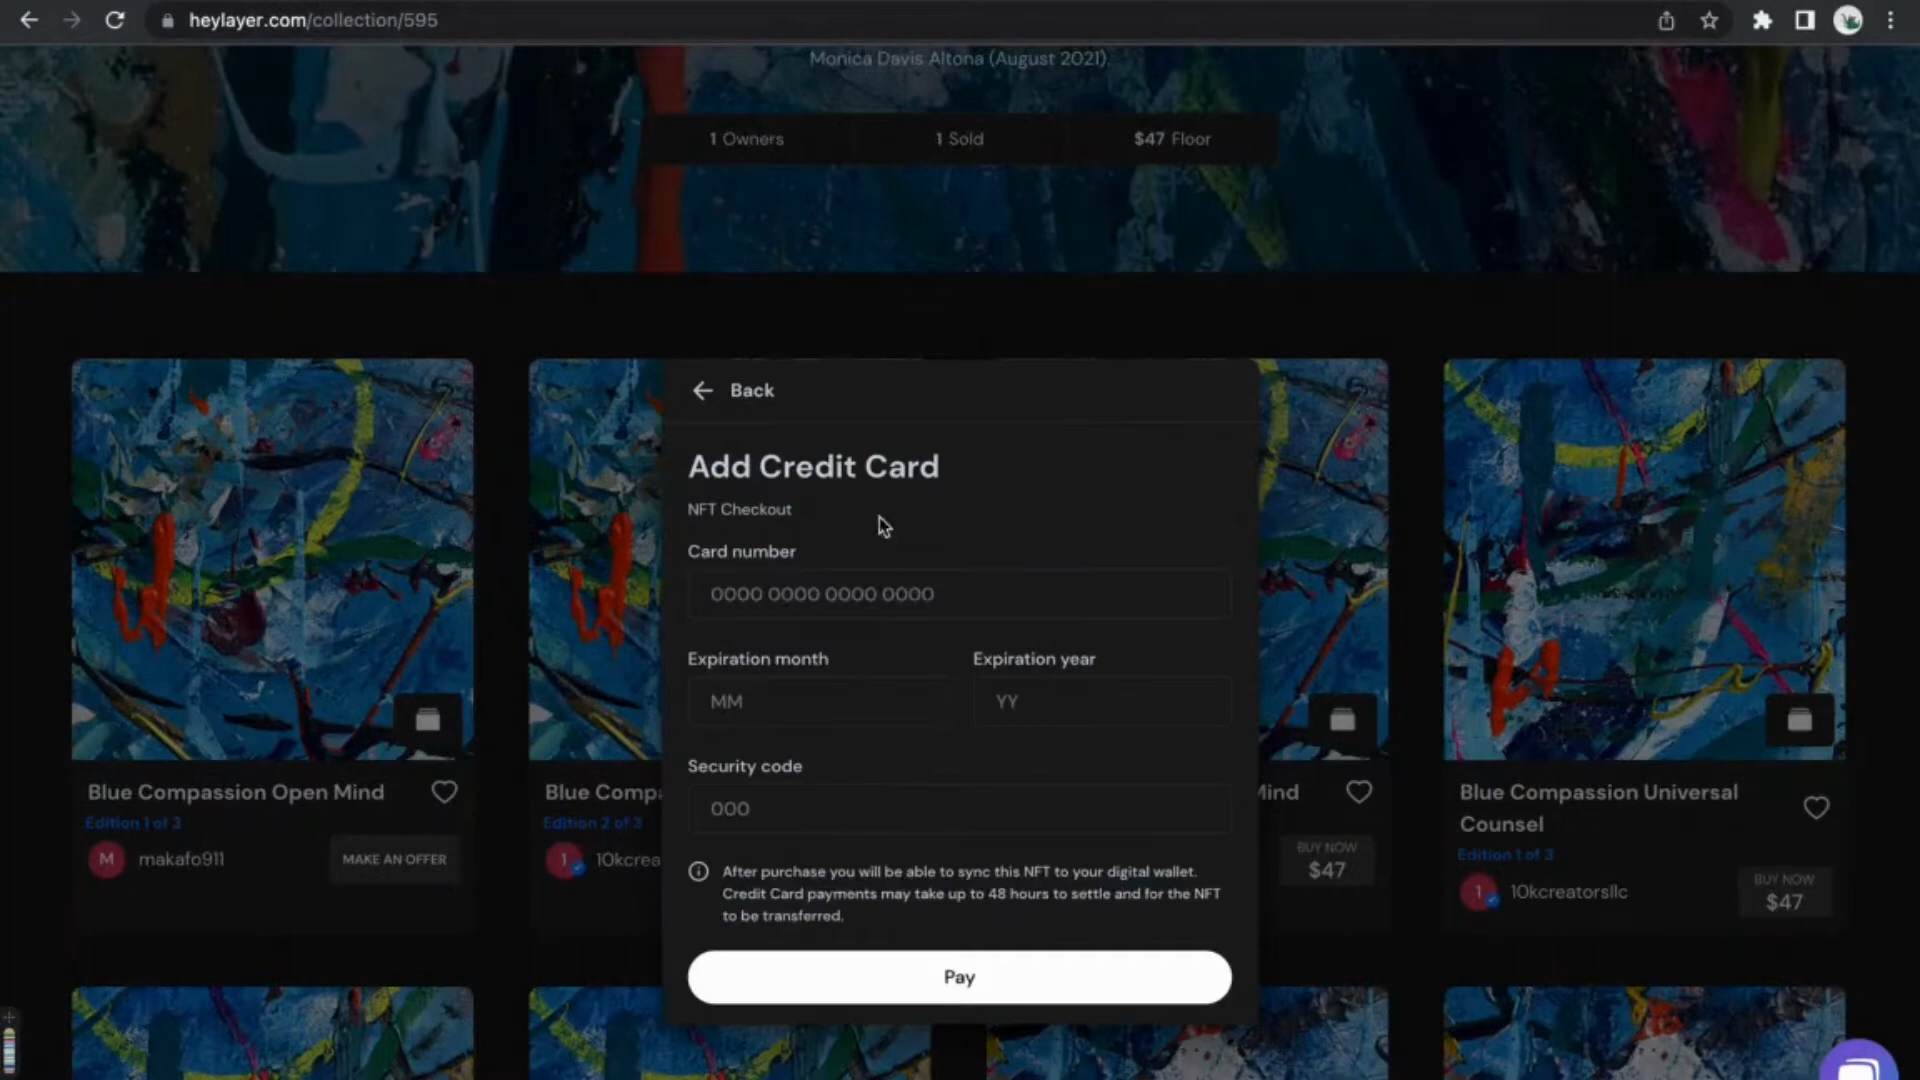 heylayer.com/collection/595
Monica Davis Altona (August 2021).
1 Owners
1 Sold
$47 Floor
Back
Add Credit Card
NFT Checkout
Card number
0000 0000 0000 0000
Expiration month
Expiration year
MM
YY
Security code
000
After purchase you will be able to sync this NFT to your digital wallet.
Credit Card payments may take up to 48 hours to settle and for the NFT
to be transferred.
Pay
Blue Compassion Open Mind
Edition 1 of 3
M
makafo911
MAKE AN OFFER
Blue Compa
Edition 2 of 3
1
10kcrea
Mind
BUY NOW
$47
Blue Compassion Universal
Counsel
Edition 1 of 3
1
10kcreatorsllc
BUY NOW
$47